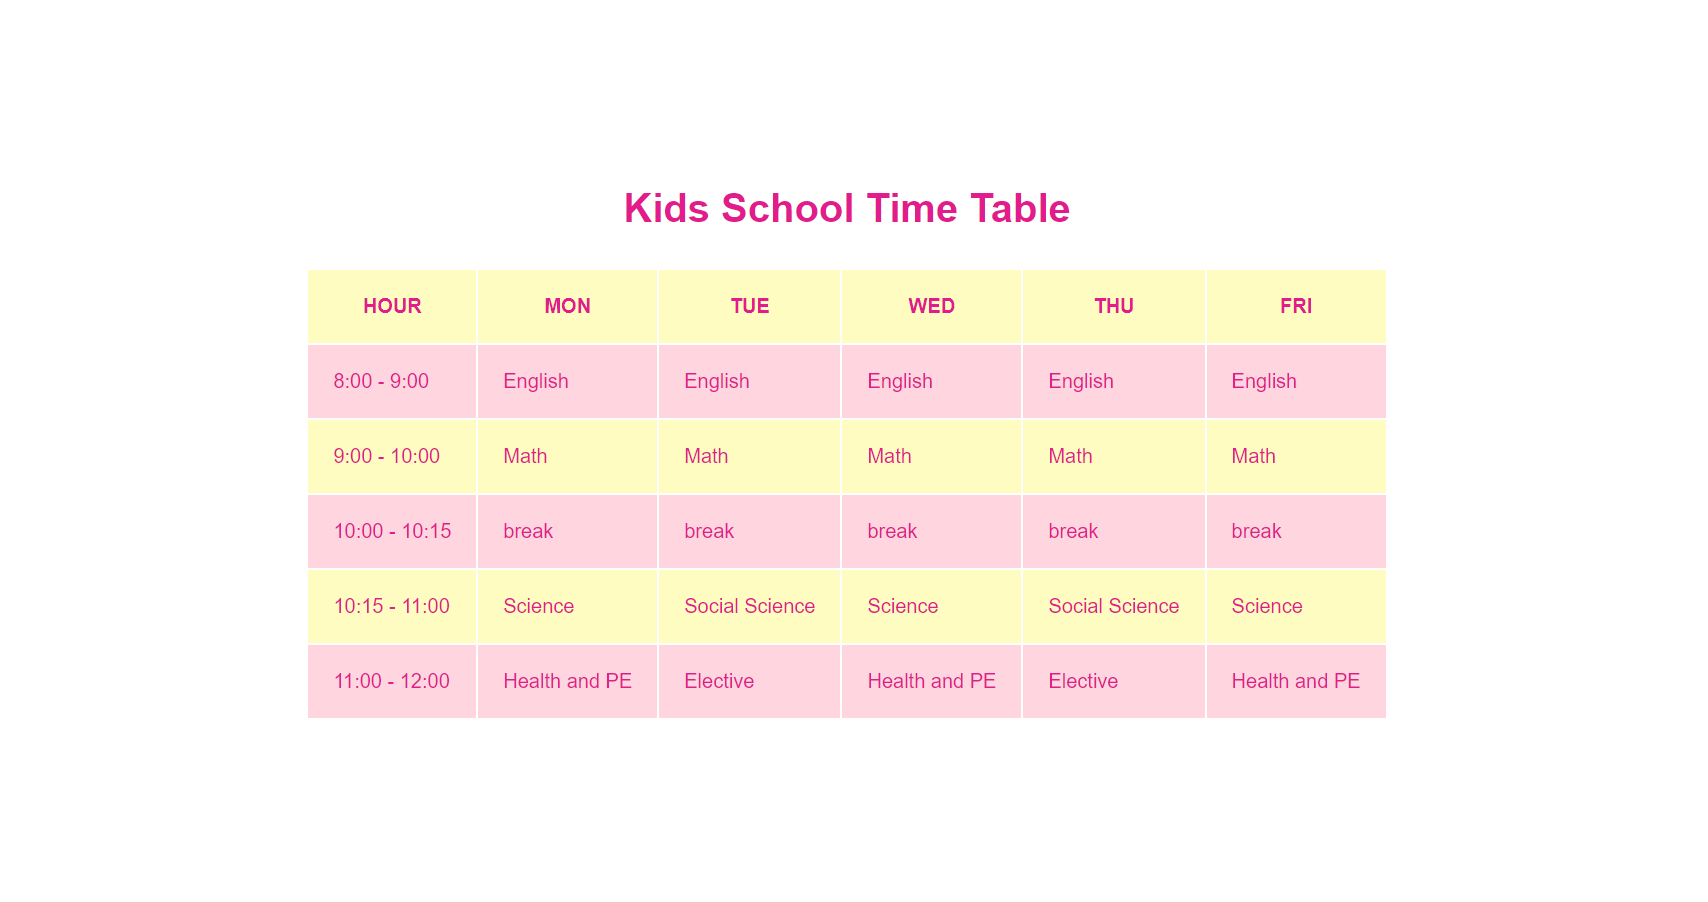 Kids School Time Table
HOUR MON TUE WED THU FRI
8:00 - 9:00 English English English English English
9:00 - 10:00 Math Math Math Math Math
10:00 - 10:15 break break break break break
10:15 - 11:00 Science Social Science Science Social Science Science
11:00 - 12:00 Health and PE Elective Health and PE Elective Health and PE